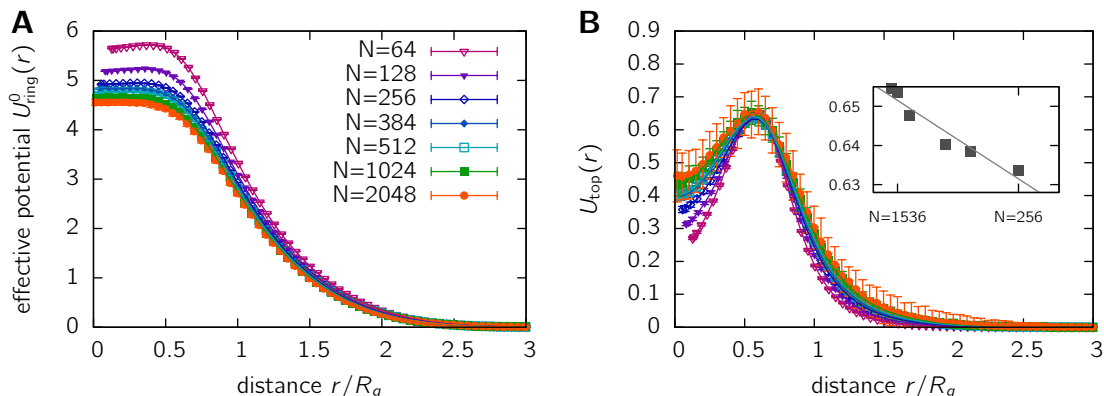 A
effective potential U⁰ring(r)
6
5
4
3
2
1
0
N=64
N=128
N=256
N=384
N=512
N=1024
N=2048
0 0.5 1 1.5 2 2.5 3
distance r/Rg
B
Utop(r)
0.9
0.8
0.7
0.6
0.5
0.4
0.3
0.2
0.1
0
0.65
0.64
0.63
N=1536 N=256
0 0.5 1 1.5 2 2.5 3
distance r/Rg